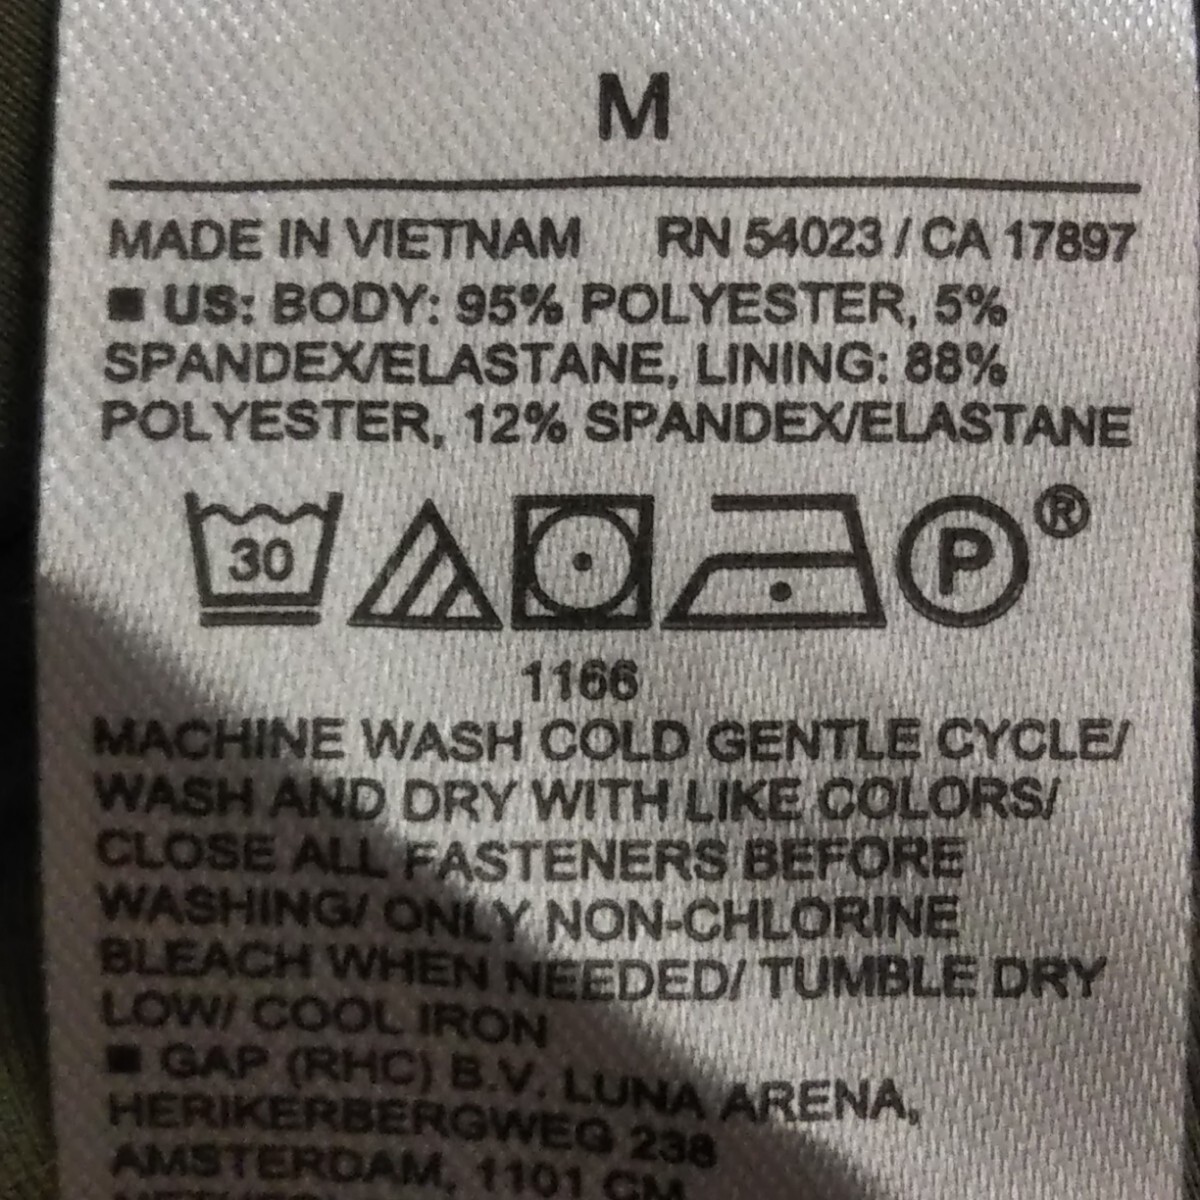 M
MADE IN VIETNAM RN 54023 / CA 17897
■ US: BODY: 95% POLYESTER, 5%
SPANDEX/ELASTANE, LINING: 88%
POLYESTER, 12% SPANDEX/ELASTANE
30 P ®
1166
MACHINE WASH COLD GENTLE CYCLE/
WASH AND DRY WITH LIKE COLORS/
CLOSE ALL FASTENERS BEFORE
WASHING/ ONLY NON-CHLORINE
BLEACH WHEN NEEDED/ TUMBLE DRY
LOW/ COOL IRON
■ GAP (RHC) B.V. LUNA ARENA,
HERIKERBERGWEG 238
AMSTERDAM, 1101 CM